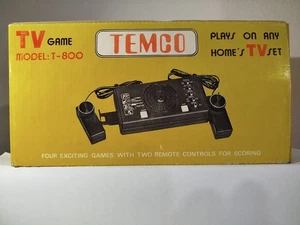 TV GAME
MODEL: T-800
TEMCO
PLAYS ON ANY
HOME'S TV SET
FOUR EXCITING GAMES WITH TWO REMOTE CONTROLS FOR SCORING